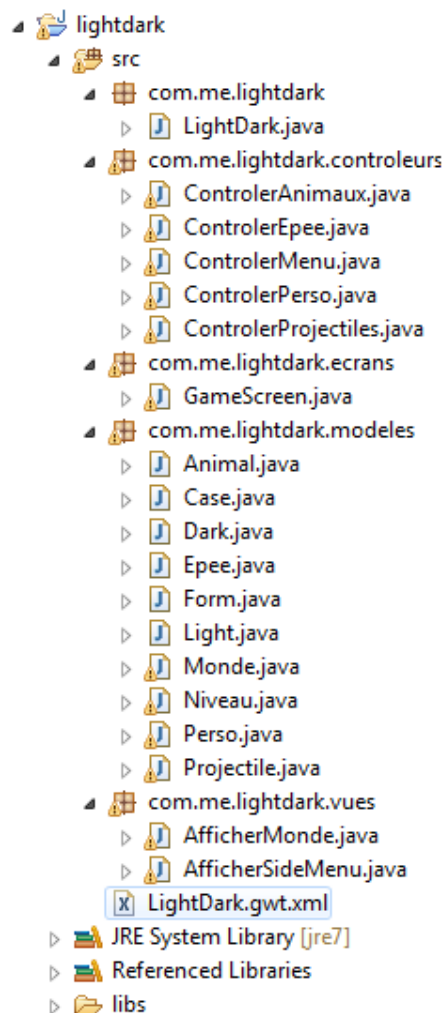 lightdark
src
com.me.lightdark
LightDark.java
com.me.lightdark.controleurs
ControlerAnimaux.java
ControlerEpee.java
ControlerMenu.java
ControlerPerso.java
ControlerProjectiles.java
com.me.lightdark.ecrans
GameScreen.java
com.me.lightdark.modeles
Animal.java
Case.java
Dark.java
Epee.java
Form.java
Light.java
Monde.java
Niveau.java
Perso.java
Projectile.java
com.me.lightdark.vues
AfficherMonde.java
AfficherSideMenu.java
LightDark.gwt.xml
JRE System Library [jre7]
Referenced Libraries
libs